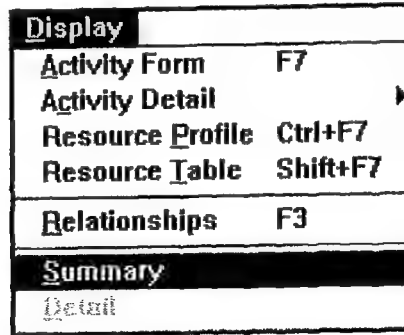 Display
Activity Form F7
Activity Detail
Resource Profile Ctrl+F7
Resource Table Shift+F7
Relationships F3
Summary
Detail